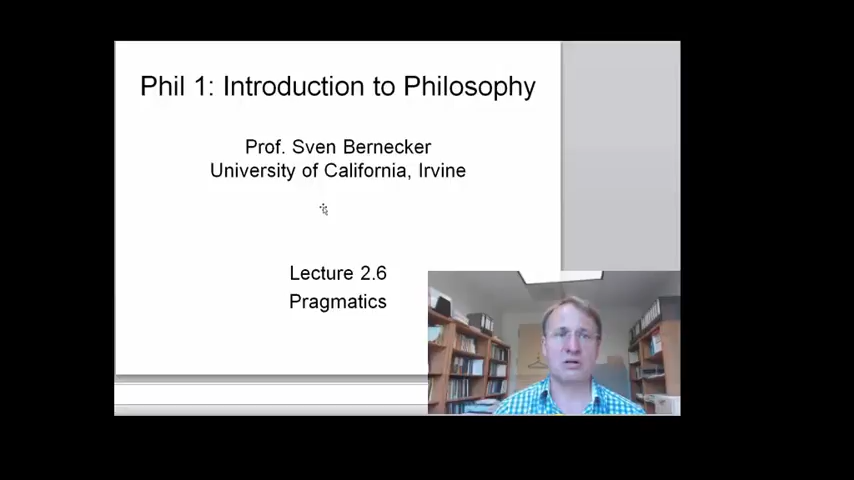 Phil 1: Introduction to Philosophy
Prof. Sven Bernecker
University of California, Irvine
Lecture 2.6
Pragmatics